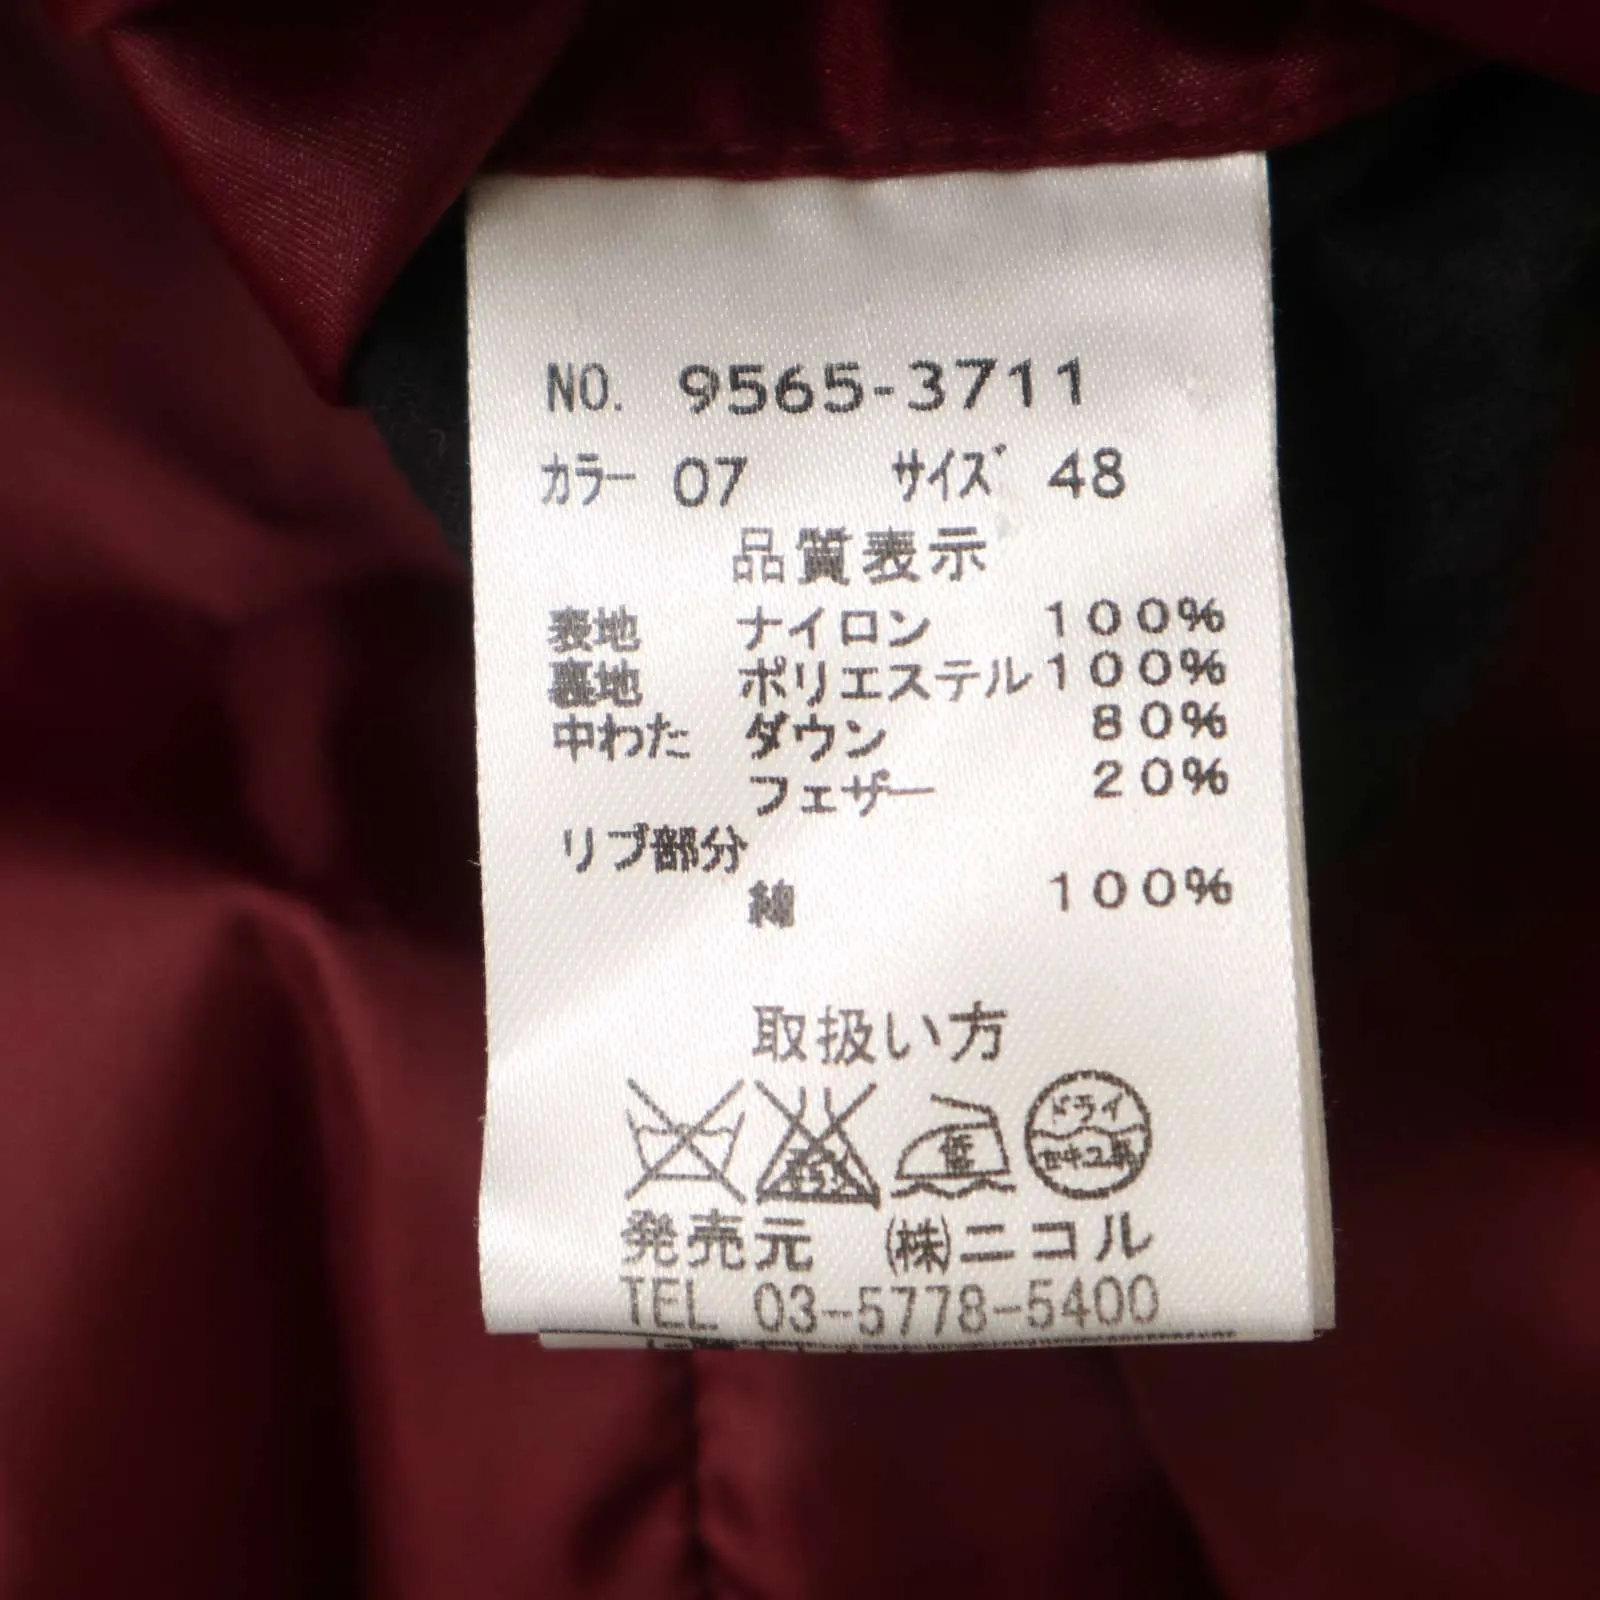 NO. 9565-3711
カラー 07 サイズ 48
品質表示
表地 ナイロン 100%
裏地 ポリエステル 100%
中わた ダウン 80%
フェザー 20%
リブ部分
綿 100%
取扱い方
低
ドライ
セキユ系
発売元 (株)ニコル
TEL 03-5778-5400